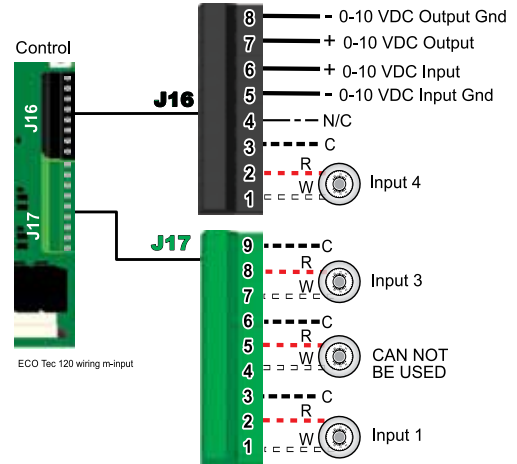 Control
J16
J17
ECO Tec 120 wiring m-input
J16
8 - 0-10 VDC Output Gnd
7 + 0-10 VDC Output
6 + 0-10 VDC Input
5 - 0-10 VDC Input Gnd
4 N/C
3 C
2 R
1 W
Input 4
J17
9 C
8 R
7 W
Input 3
6 C
5 R
4 W
CAN NOT
BE USED
3 C
2 R
1 W
Input 1